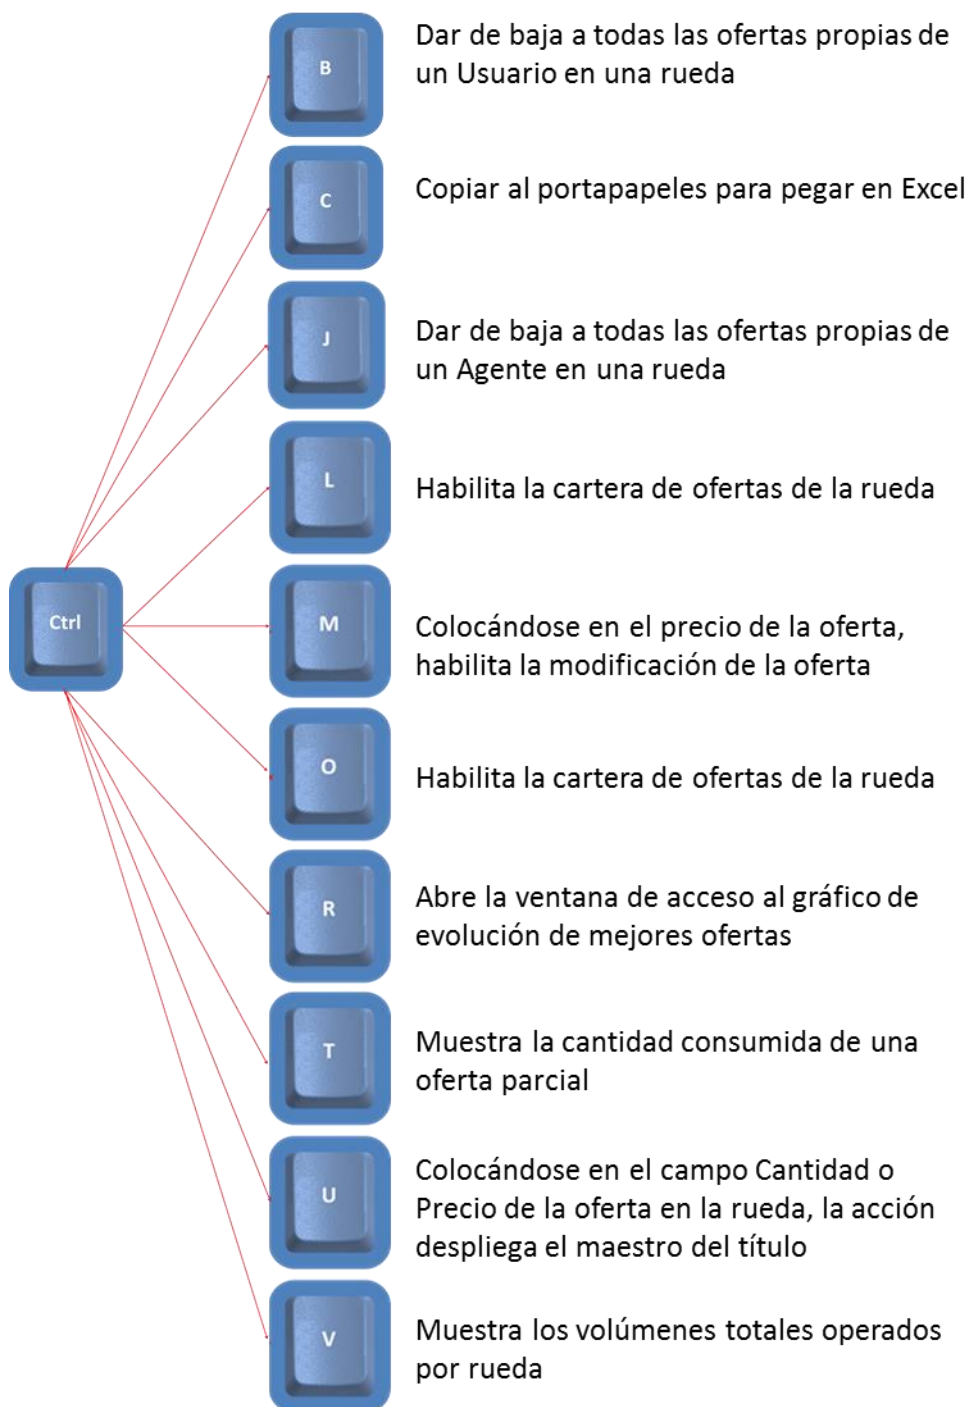 B
Dar de baja a todas las ofertas propias de
un Usuario en una rueda
C
Copiar al portapapeles para pegar en Excel
J
Dar de baja a todas las ofertas propias de
un Agente en una rueda
L
Habilita la cartera de ofertas de la rueda
Ctrl
M
Colocándose en el precio de la oferta,
habilita la modificación de la oferta
O
Habilita la cartera de ofertas de la rueda
R
Abre la ventana de acceso al gráfico de
evolución de mejores ofertas
T
Muestra la cantidad consumida de una
oferta parcial
U
Colocándose en el campo Cantidad o
Precio de la oferta en la rueda, la acción
despliega el maestro del título
V
Muestra los volúmenes totales operados
por rueda